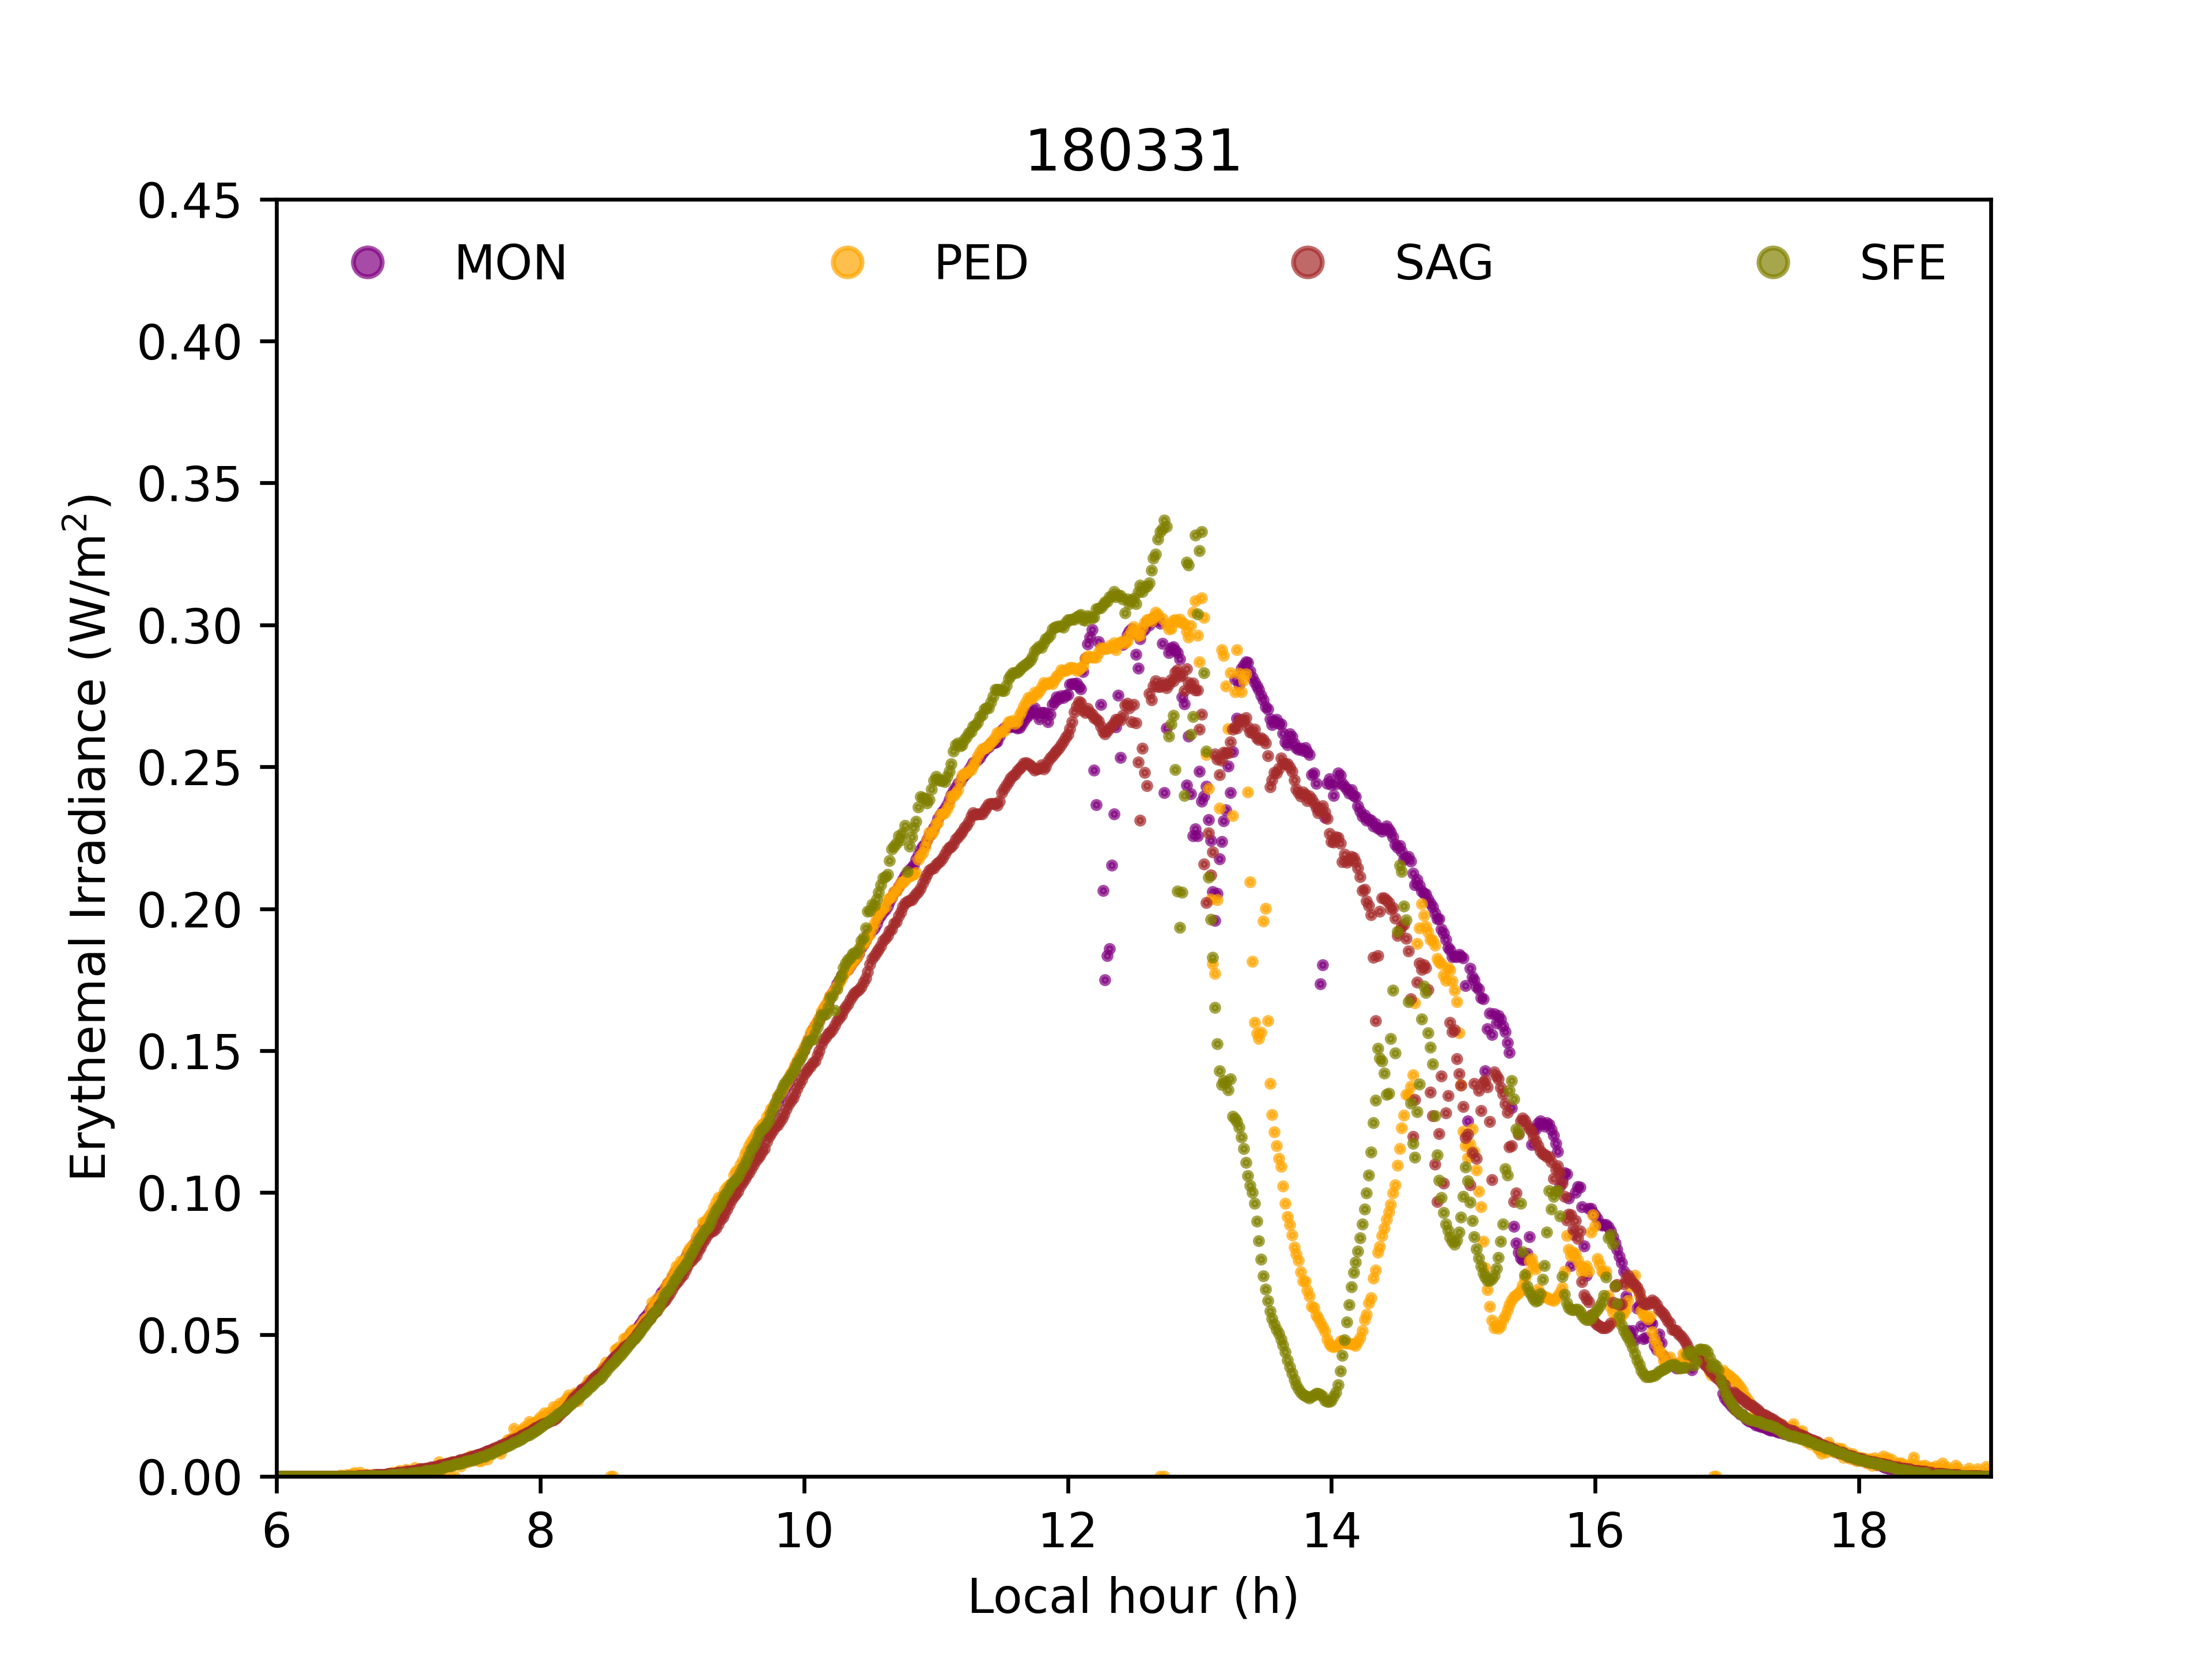 180331
MON PED SAG SFE
0.45
0.40
0.35
0.30
0.25
0.20
0.15
0.10
0.05
0.00
Erythemal Irradiance (W/m²)
6 8 10 12 14 16 18
Local hour (h)